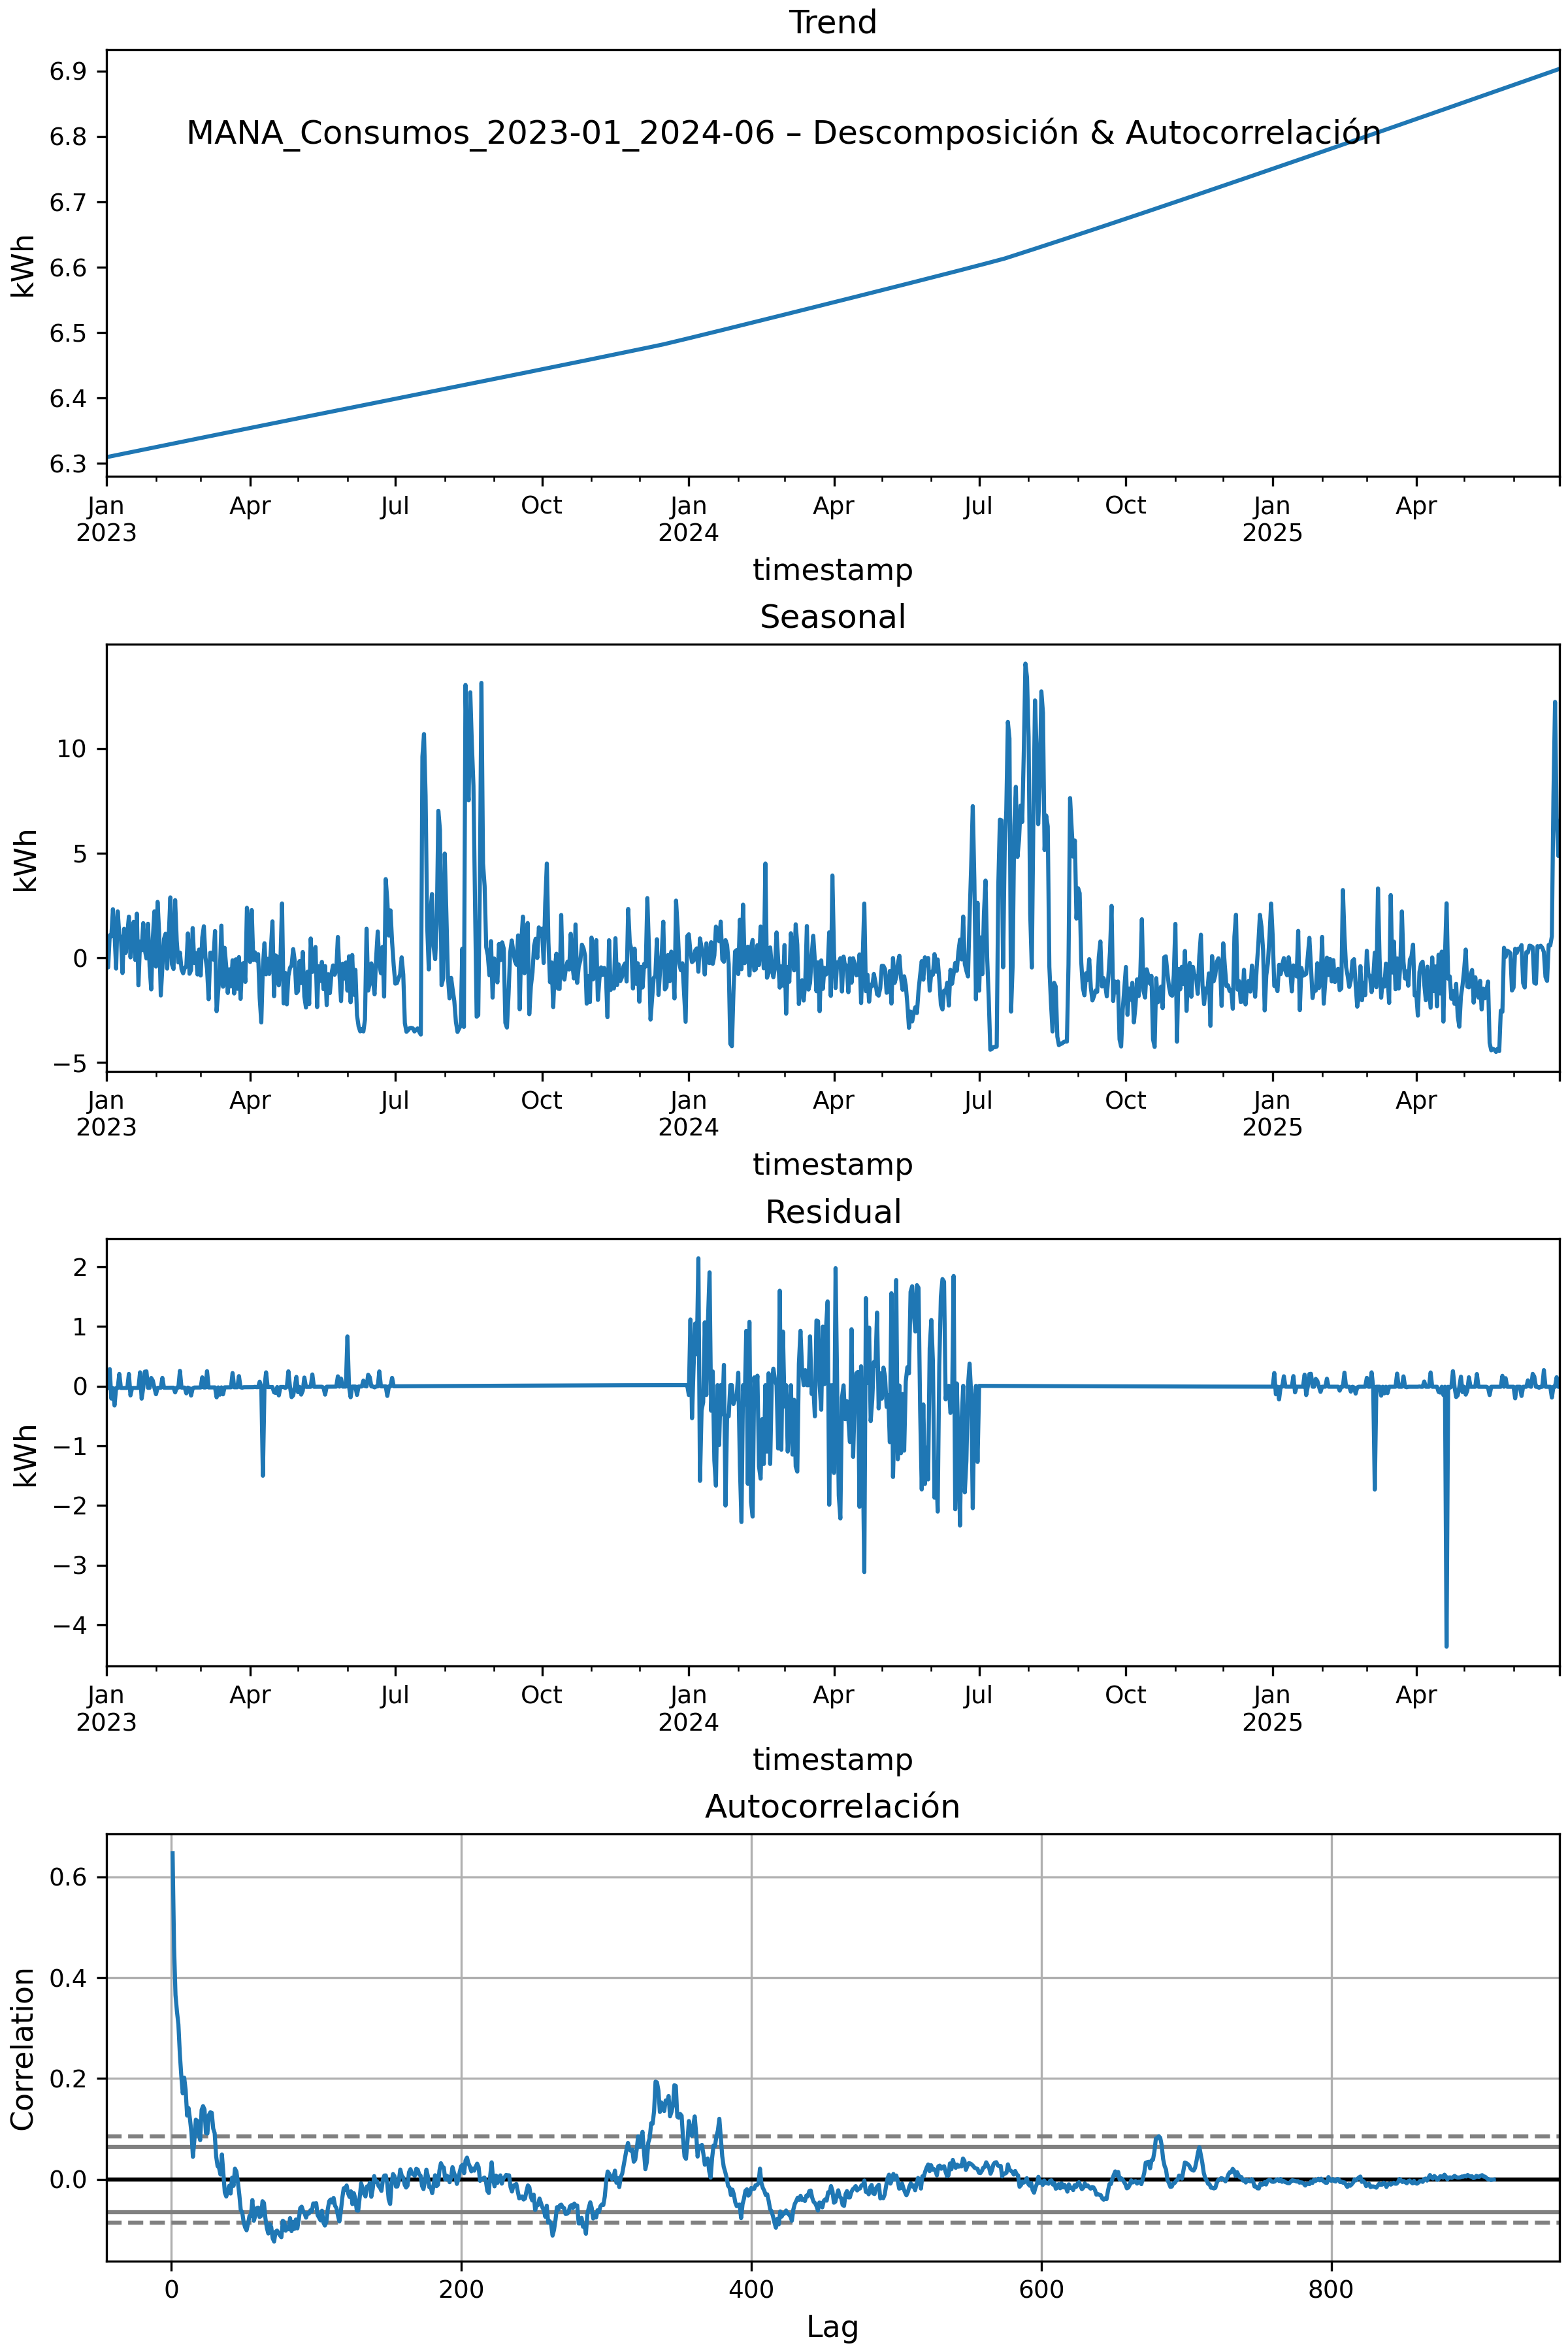 Trend
6.9
MANA_Consumos_2023-01_2024-06 – Descomposición & Autocorrelación
6.8
6.7
6.6
6.5
6.4
6.3
kWh
Jan Apr Jul Oct Jan Apr Jul Oct Jan Apr
2023 2024 2025
timestamp
Seasonal
10
5
0
−5
kWh
Jan Apr Jul Oct Jan Apr Jul Oct Jan Apr
2023 2024 2025
timestamp
Residual
2
1
0
−1
−2
−3
−4
kWh
Jan Apr Jul Oct Jan Apr Jul Oct Jan Apr
2023 2024 2025
timestamp
Autocorrelación
0.6
0.4
0.2
0.0
Correlation
0 200 400 600 800
Lag